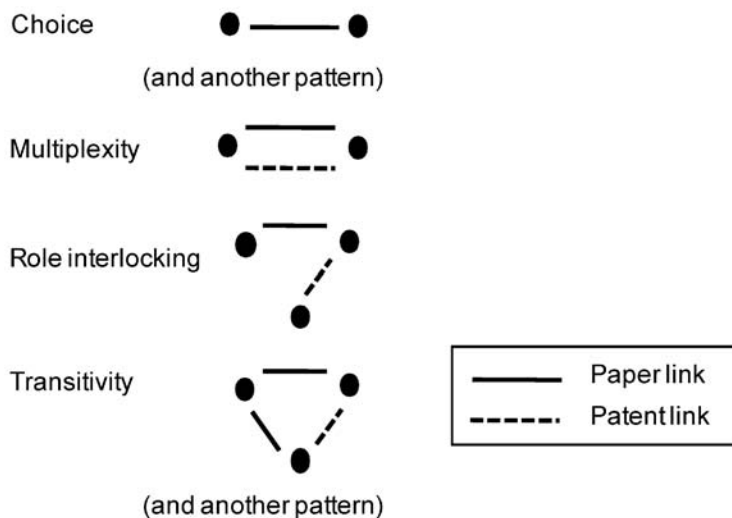 Choice
(and another pattern)
Multiplexity
Role interlocking
Transitivity
(and another pattern)
Paper link
Patent link